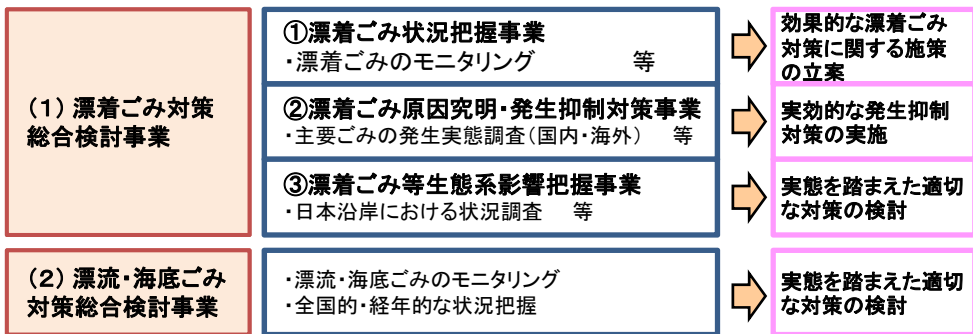 (1)漂着ごみ対策
総合検討事業
①漂着ごみ状況把握事業
・漂着ごみのモニタリング 等
効果的な漂着ごみ
対策に関する施策
の立案
②漂着ごみ原因究明・発生抑制対策事業
・主要ごみの発生実態調査(国内・海外) 等
実効的な発生抑制
対策の実施
③漂着ごみ等生態系影響把握事業
・日本沿岸における状況調査 等
実態を踏まえた適切
な対策の検討
(2)漂流・海底ごみ
対策総合検討事業
・漂流・海底ごみのモニタリング
・全国的・経年的な状況把握
実態を踏まえた適切
な対策の検討